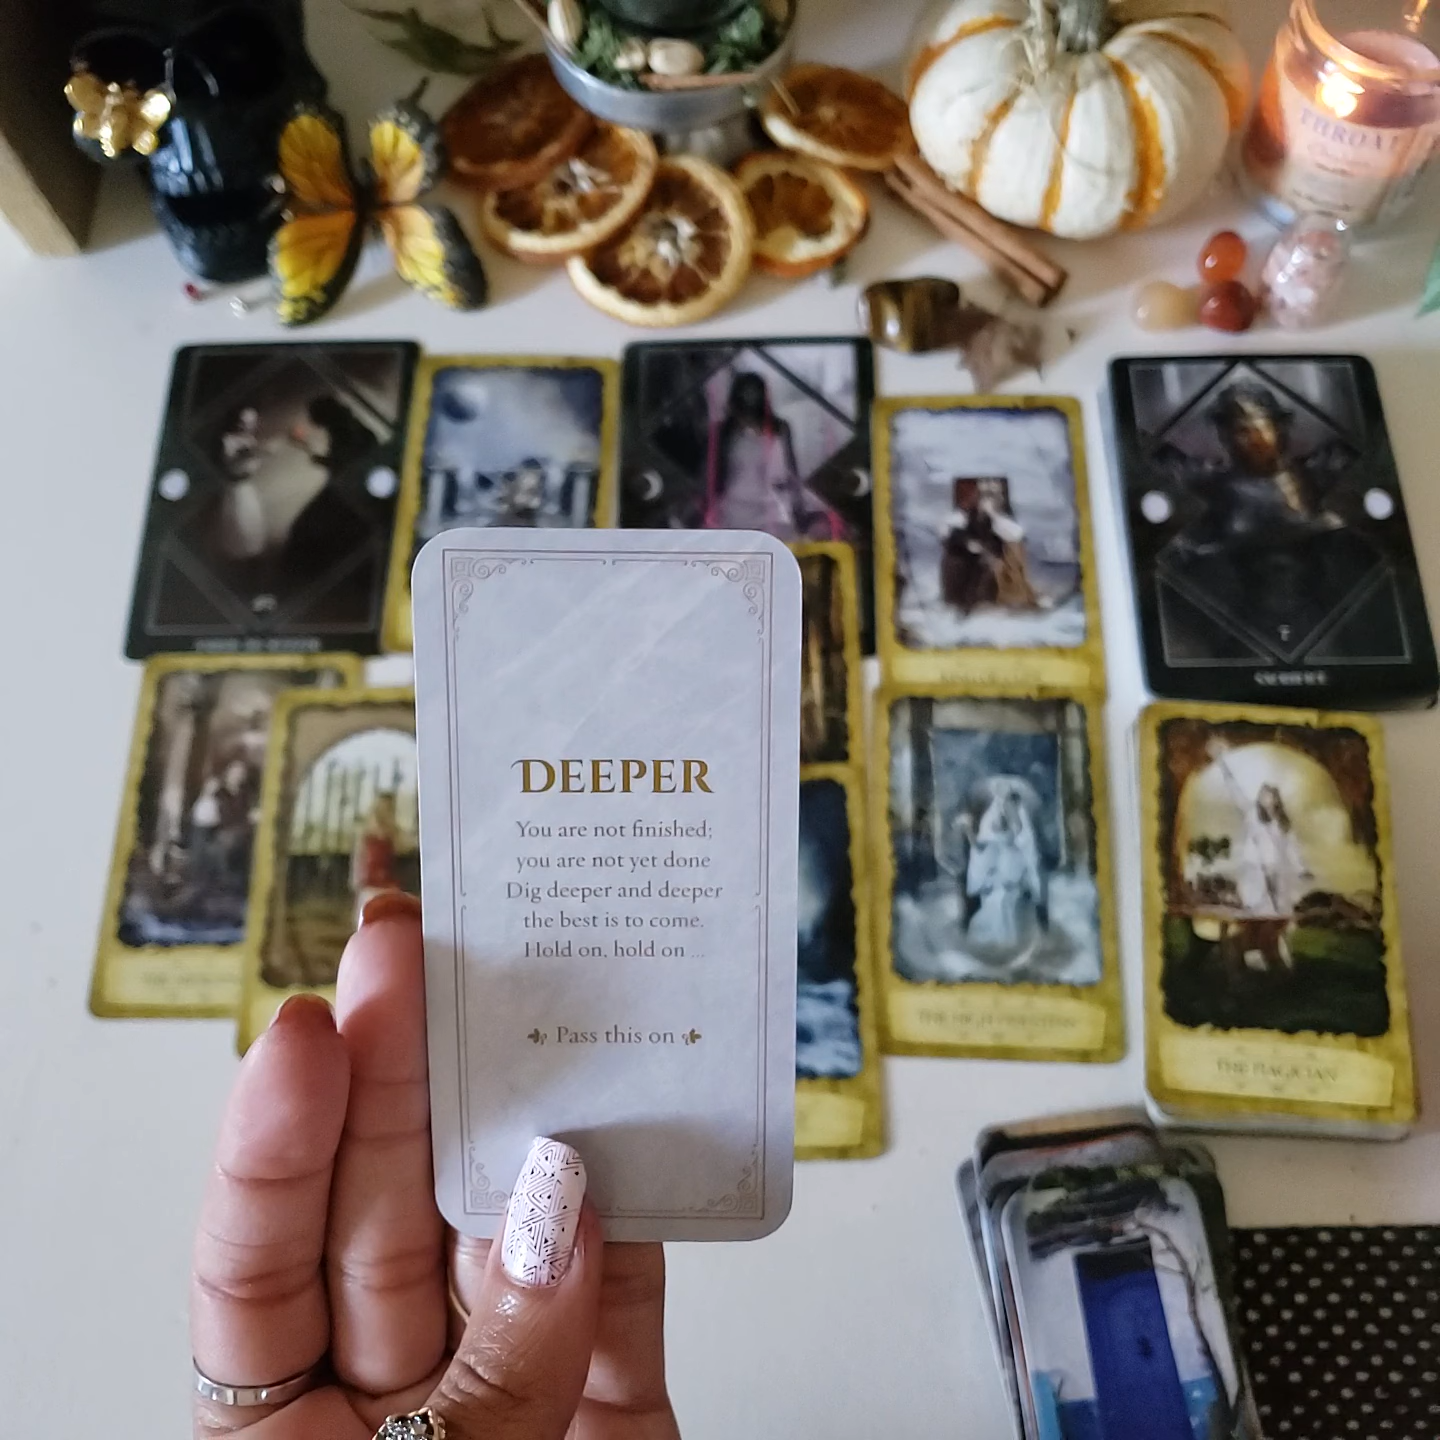 THROAT
DEEPER
You are not finished;
you are not yet done
Dig deeper and deeper
the best is to come.
Hold on, hold on ...
Pass this on
THE HIGH PRIESTESS
THE MAGICIAN